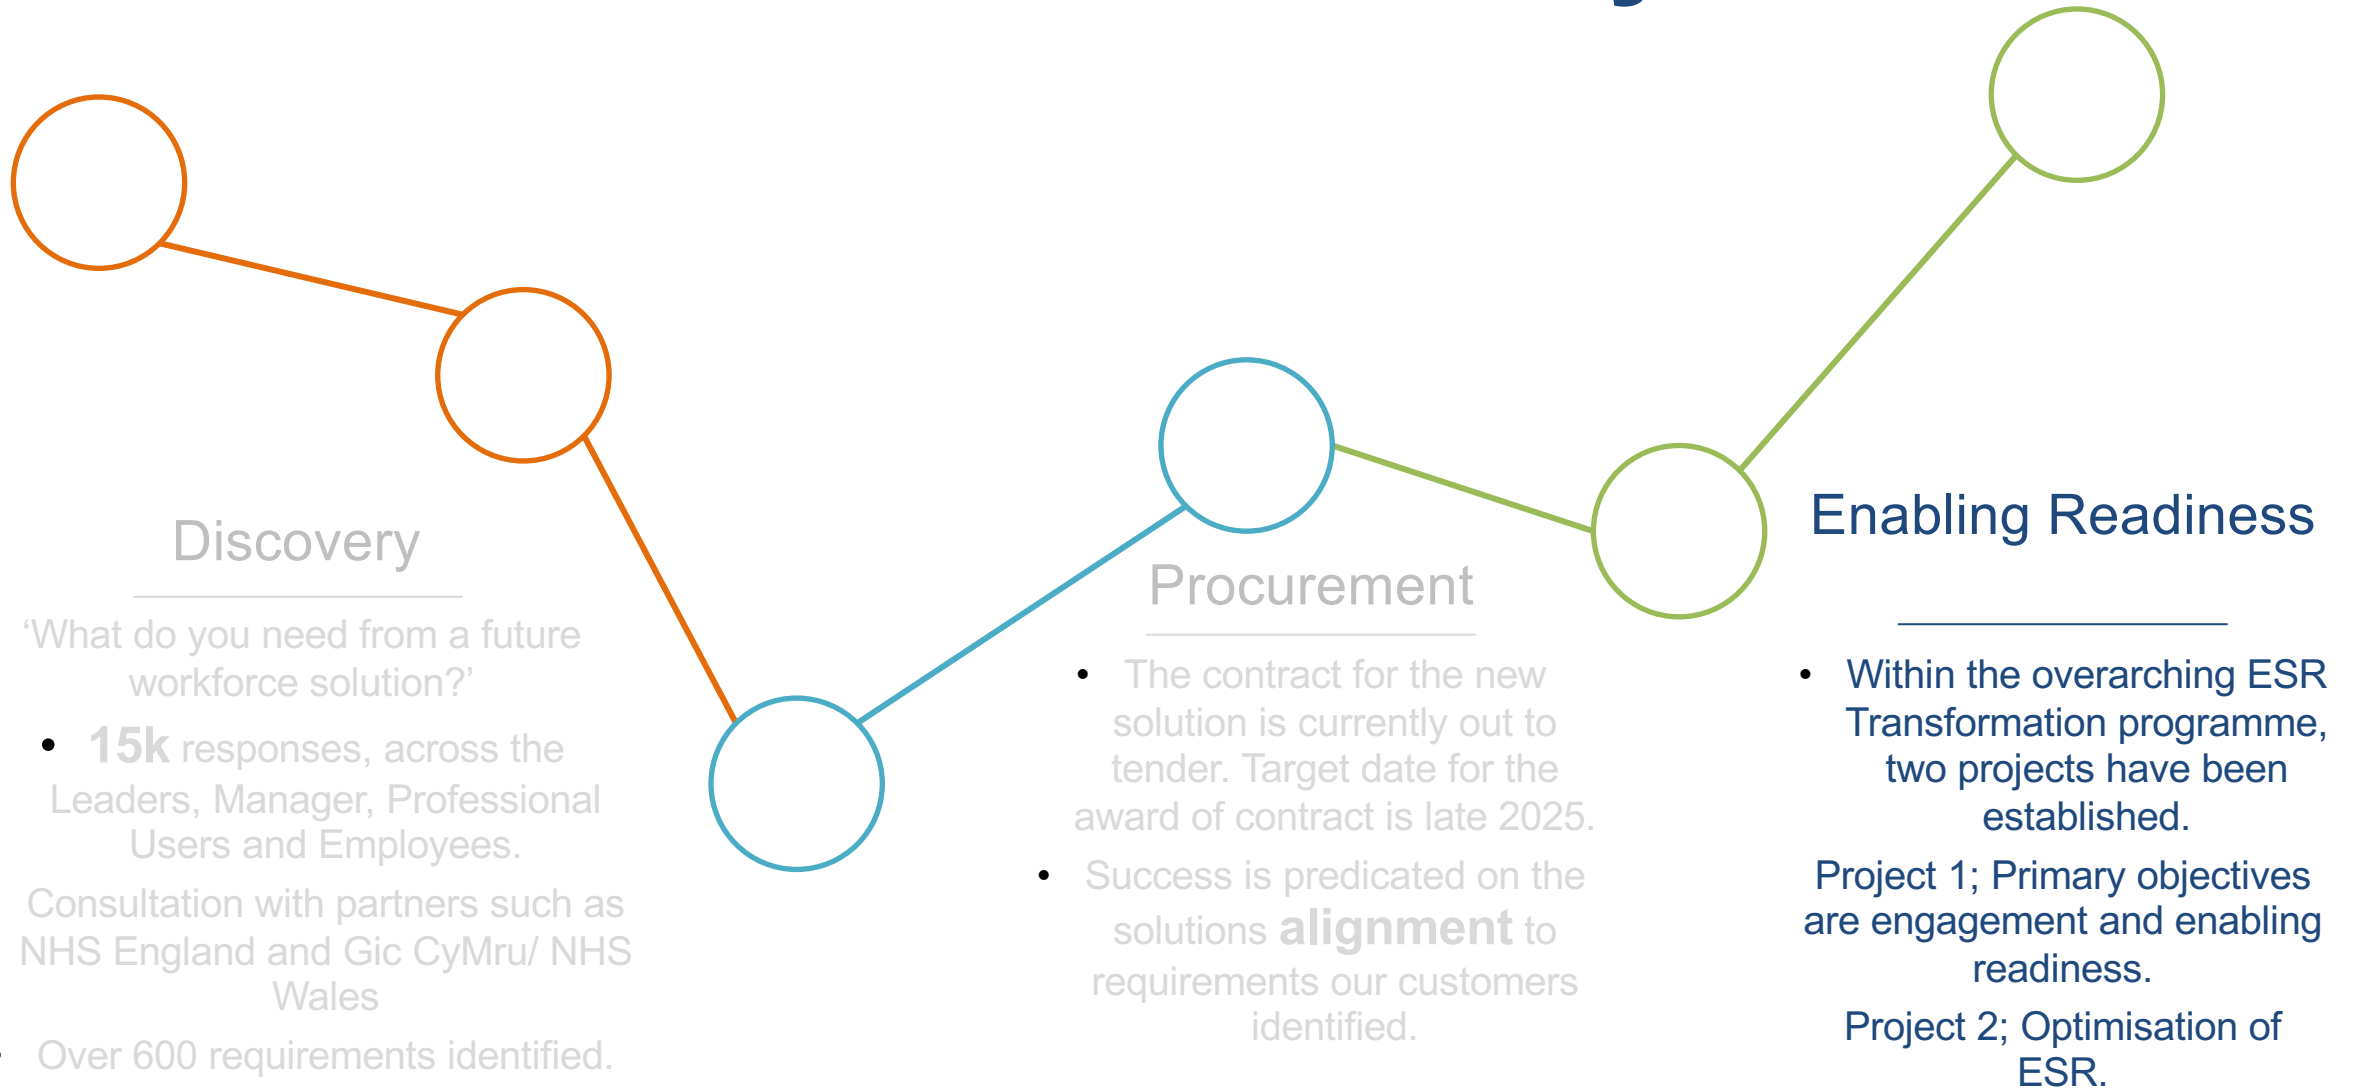 Discovery
‘What do you need from a future
workforce solution?’
• 15k responses, across the
Leaders, Manager, Professional
Users and Employees.
Consultation with partners such as
NHS England and Gic CyMru/ NHS
Wales
• Over 600 requirements identified.
Procurement
• The contract for the new
solution is currently out to
tender. Target date for the
award of contract is late 2025.
• Success is predicated on the
solutions alignment to
requirements our customers
identified.
Enabling Readiness
• Within the overarching ESR
Transformation programme,
two projects have been
established.
Project 1; Primary objectives
are engagement and enabling
readiness.
Project 2; Optimisation of
ESR.